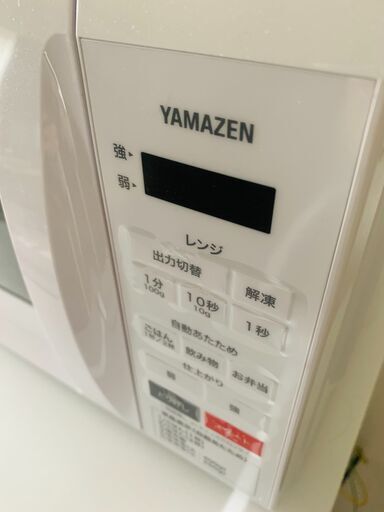 YAMAZEN
強
弱
レンジ
出力切替
解凍
1分
100g
10秒
10g
1秒
自動あたため
ごはん
飲み物
お弁当
仕上がり
弱
強